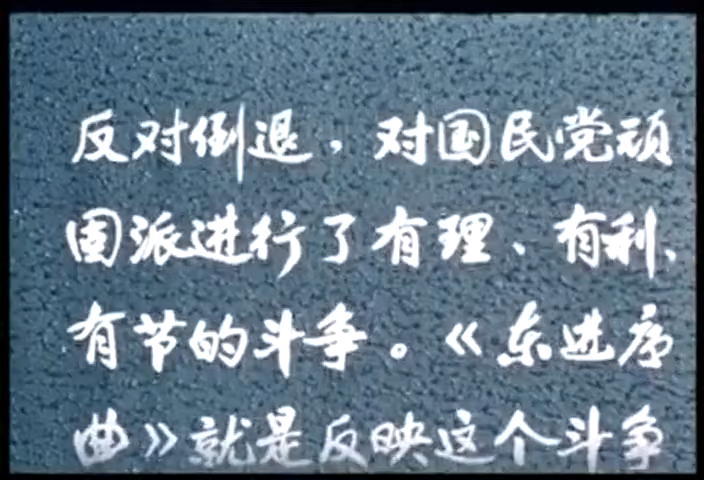 反对倒退，对国民党顽
固派进行了有理、有利、
有节的斗争。《东进序
曲》就是反映这个斗争